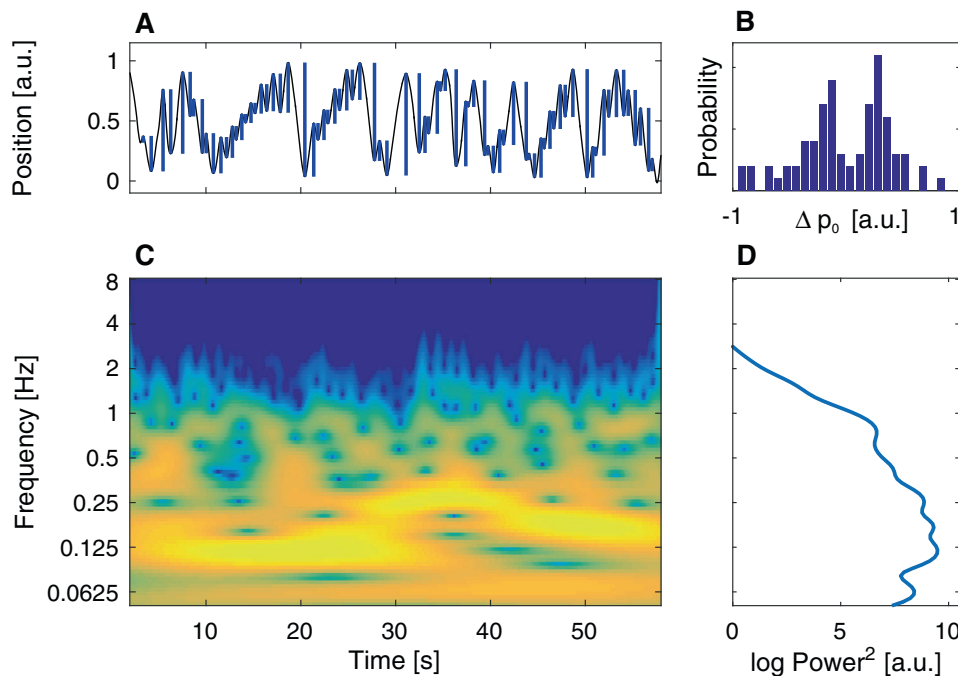 A
Position [a.u.]
1
0.5
0
B
Probability
-1
1
Δ p₀ [a.u.]
C
Frequency [Hz]
8
4
2
1
0.5
0.25
0.125
0.0625
10 20 30 40 50
Time [s]
D
0 5 10
log Power² [a.u.]